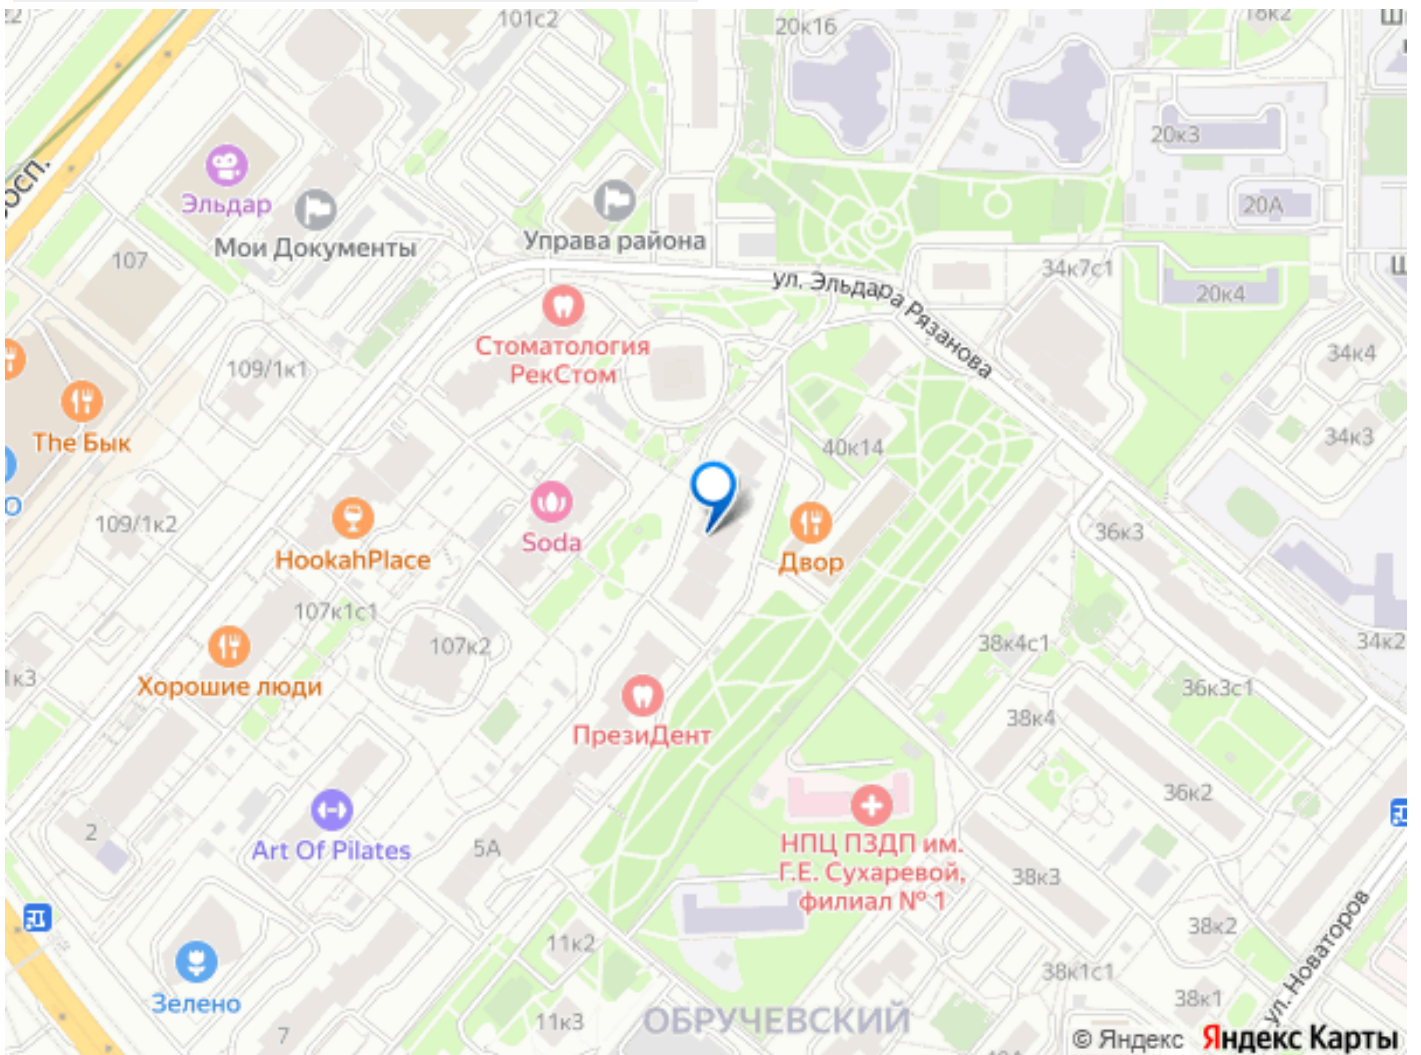 101с2
20к16
18к2
20к3
20А
Эльдар
Мои Документы
Управа района
107
ул. Эльдара Рязанова
34к7с1
20к4
Стоматология
РекСтом
109/1к1
34к4
The Бык
40к14
34к3
109/1к2
HookahPlace
Soda
Двор
36к3
107к1с1
107к2
38к4с1
34к2
1к3
Хорошие люди
36к3с1
38к4
ПрезиДент
36к2
2
Art Of Pilates
5А
НПЦ ПЗДП им.
Г.Е. Сухаревой,
филиал № 1
38к3
38к2
ул. Новаторов
11к2
38к1с1
Зелено
38к1
7
11к3
ОБРУЧЕВСКИЙ
© Яндекс Яндекс Карты